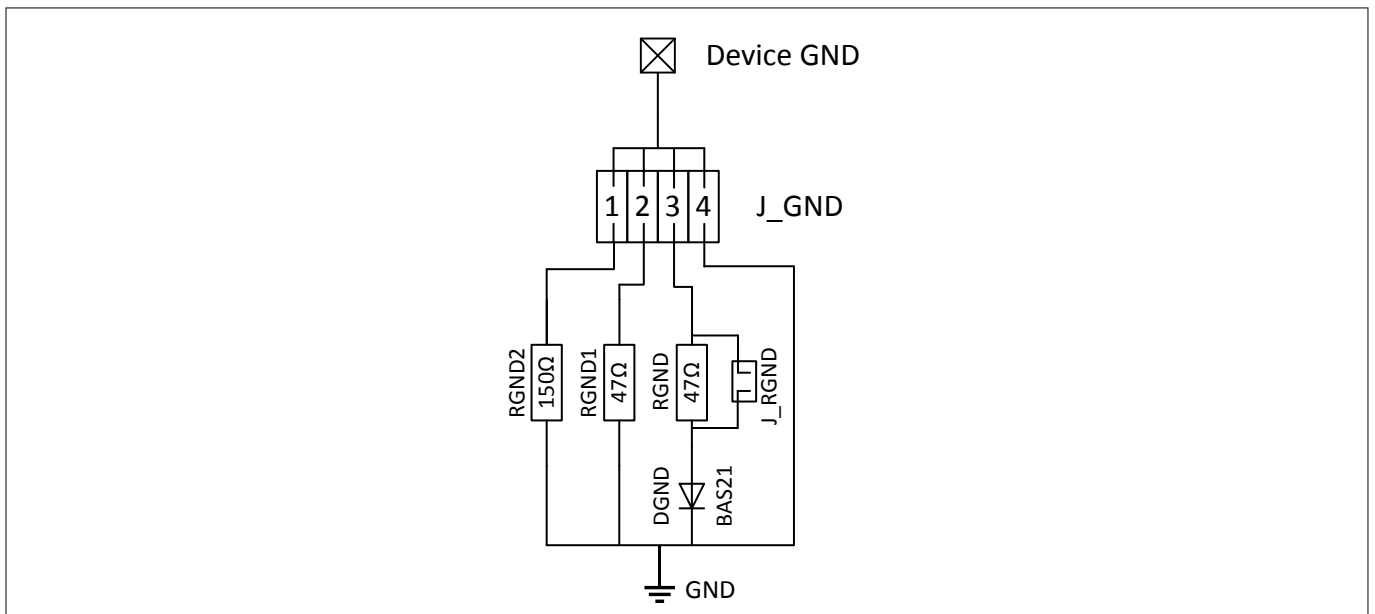 Device GND
1 2 3 4
J_GND
RGND2
150Ω
RGND1
47Ω
RGND
47Ω
J_RGND
DGND
BAS21
GND